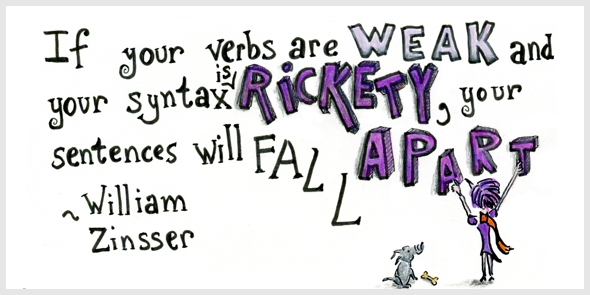 If your verbs are WEAK and
is
your syntax RICKETY, your
sentences will FALL APART
~ William
Zinsser